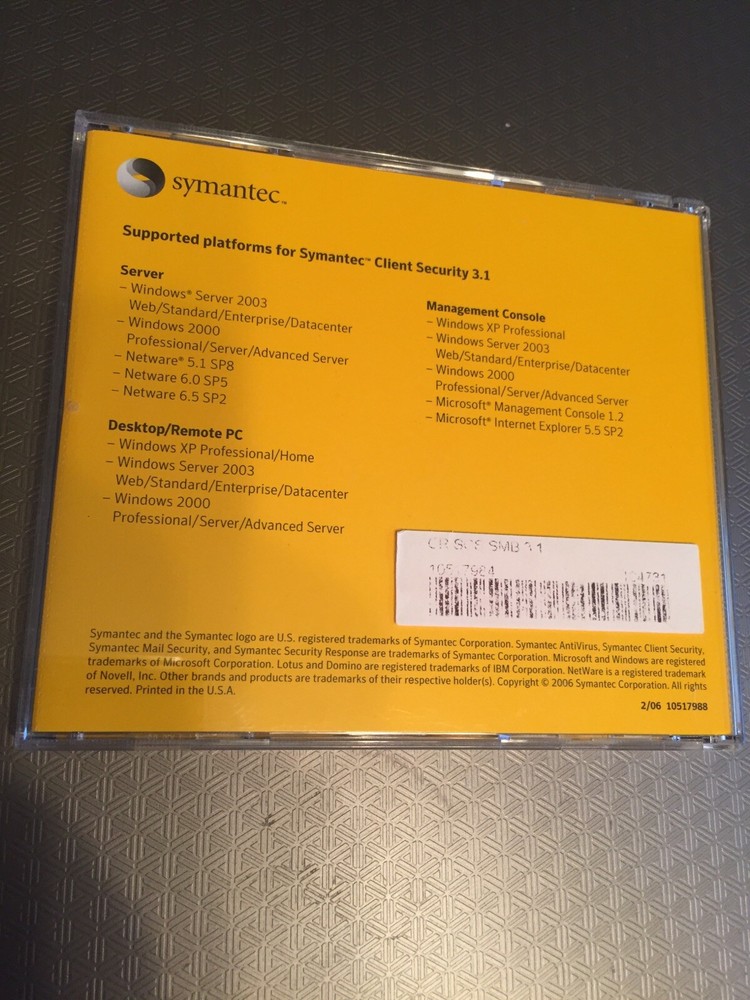 symantec™
Supported platforms for Symantec™ Client Security 3.1
Server
– Windows® Server 2003
Web/Standard/Enterprise/Datacenter
– Windows 2000
Professional/Server/Advanced Server
– Netware® 5.1 SP8
– Netware 6.0 SP5
– Netware 6.5 SP2
Desktop/Remote PC
– Windows XP Professional/Home
– Windows Server 2003
Web/Standard/Enterprise/Datacenter
– Windows 2000
Professional/Server/Advanced Server
Management Console
– Windows XP Professional
– Windows Server 2003
Web/Standard/Enterprise/Datacenter
– Windows 2000
Professional/Server/Advanced Server
– Microsoft® Management Console 1.2
– Microsoft® Internet Explorer 5.5 SP2
SMB 3.1
Symantec and the Symantec logo are U.S. registered trademarks of Symantec Corporation. Symantec AntiVirus, Symantec Client Security,
Symantec Mail Security, and Symantec Security Response are trademarks of Symantec Corporation. Microsoft and Windows are registered
trademarks of Microsoft Corporation. Lotus and Domino are registered trademarks of IBM Corporation. NetWare is a registered trademark
of Novell, Inc. Other brands and products are trademarks of their respective holder(s). Copyright © 2006 Symantec Corporation. All rights
reserved. Printed in the U.S.A.
2/06 10517988